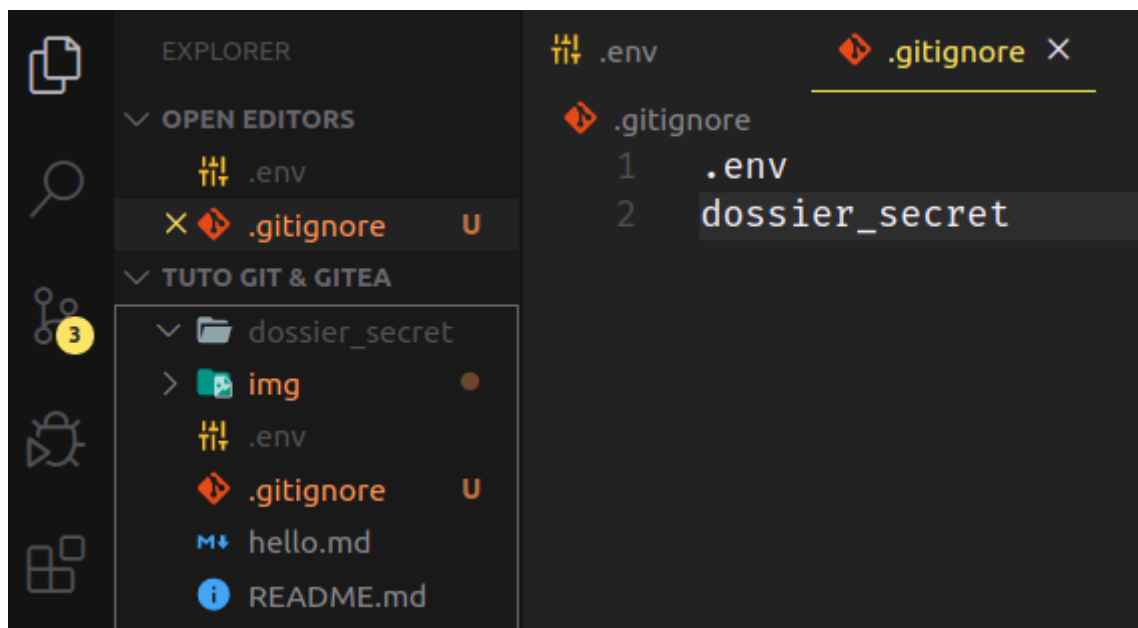 EXPLORER
OPEN EDITORS
.env
.gitignore U
TUTO GIT & GITEA
dossier_secret
img
.env
.gitignore U
hello.md
README.md
3
.env
.gitignore
.gitignore
1 .env
2 dossier_secret